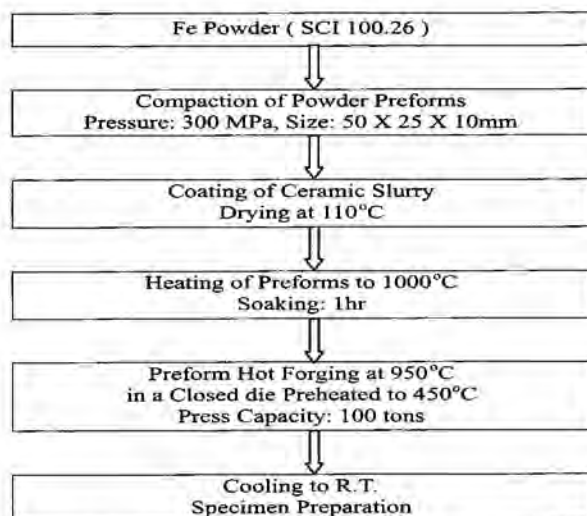 Fe Powder ( SCI 100.26 )
Compaction of Powder Preforms
Pressure: 300 MPa, Size: 50 X 25 X 10mm
Coating of Ceramic Slurry
Drying at 110°C
Heating of Preforms to 1000°C
Soaking: 1hr
Preform Hot Forging at 950°C
in a Closed die Preheated to 450°C
Press Capacity: 100 tons
Cooling to R.T.
Specimen Preparation